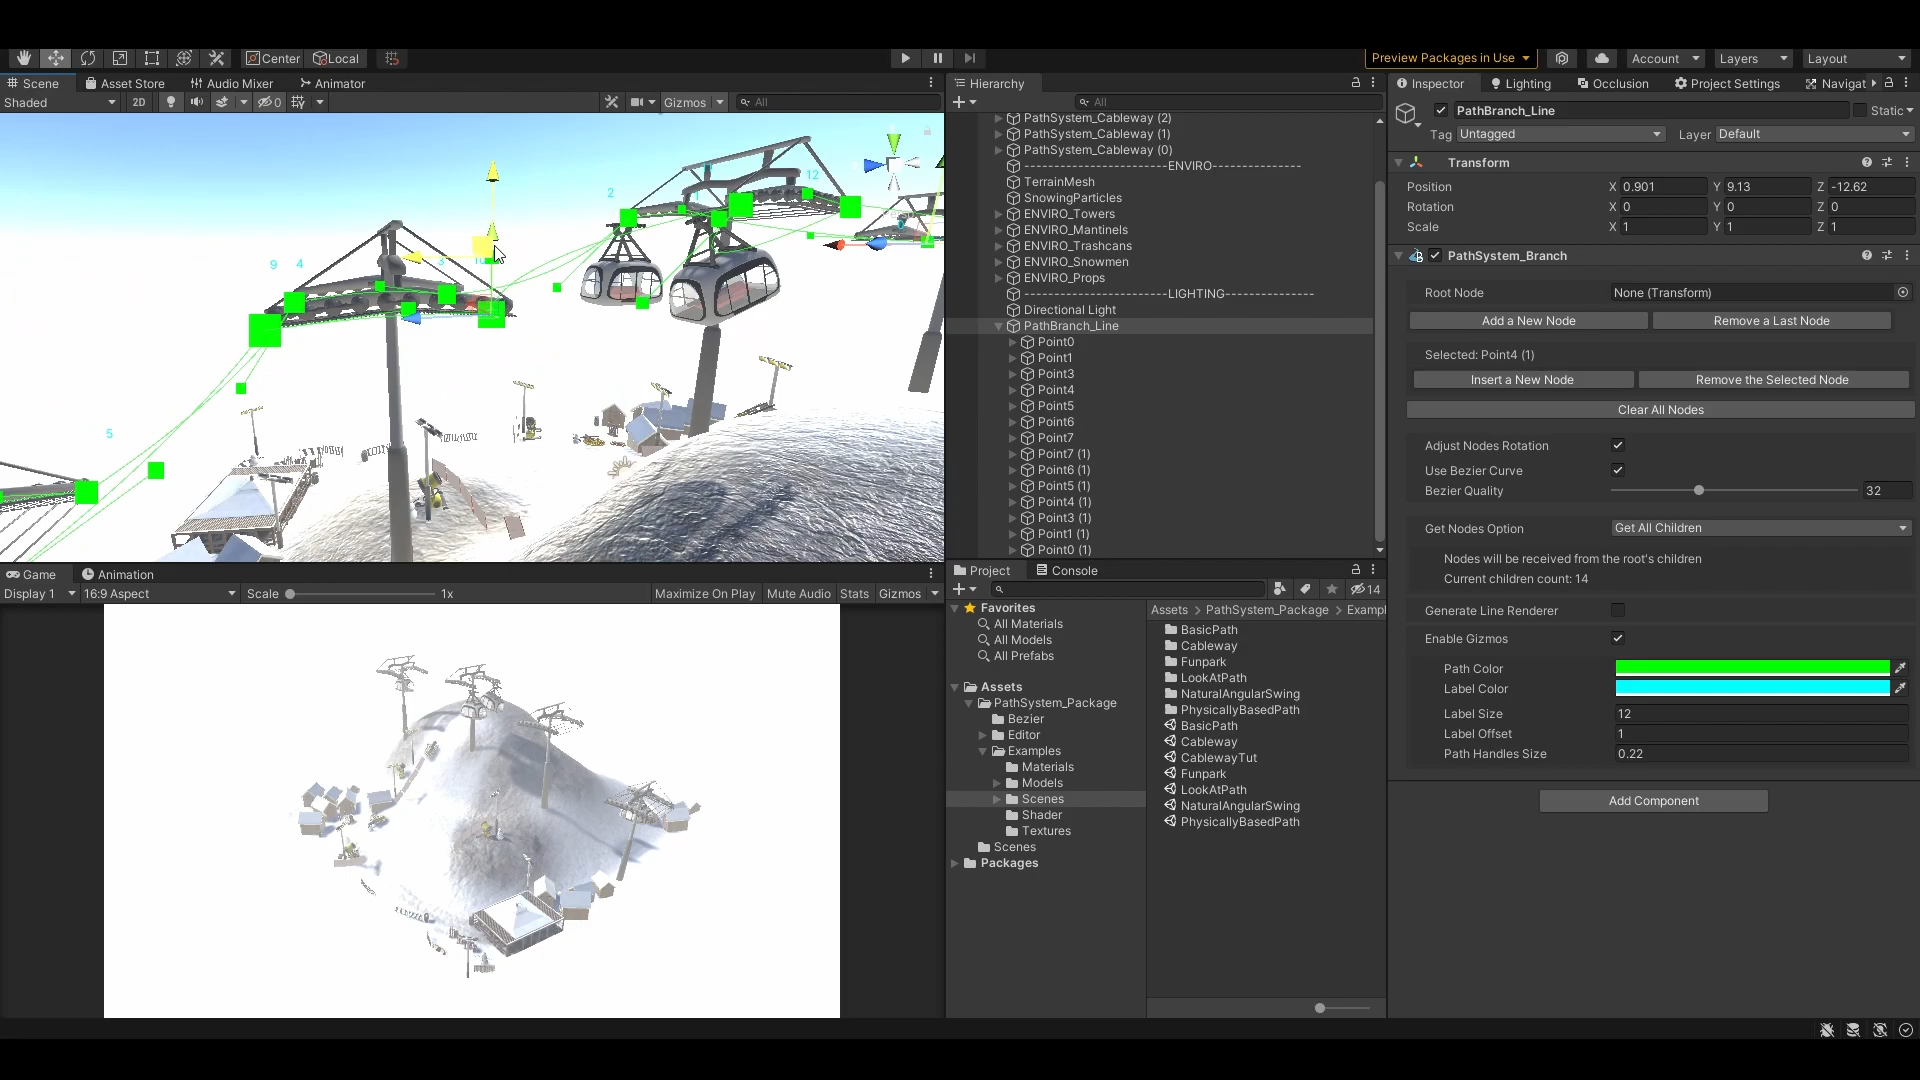 Center
Local
Preview Packages in Use
Account
Layers
Layout
Scene
Asset Store
Audio Mixer
Animator
Shaded
2D
0
Gizmos
All
2
12
9
4
3
5
Game
Animation
Display 1
16:9 Aspect
Scale
1x
Maximize On Play
Mute Audio
Stats
Gizmos
Hierarchy
All
PathSystem_Cableway (2)
PathSystem_Cableway (1)
PathSystem_Cableway (0)
------------------------ENVIRO---------------
TerrainMesh
SnowingParticles
ENVIRO_Towers
ENVIRO_Mantinels
ENVIRO_Trashcans
ENVIRO_Snowmen
ENVIRO_Props
------------------------LIGHTING---------------
Directional Light
PathBranch_Line
Point0
Point1
Point3
Point4
Point5
Point6
Point7
Point7 (1)
Point6 (1)
Point5 (1)
Point4 (1)
Point3 (1)
Point1 (1)
Point0 (1)
Project
Console
14
Favorites
All Materials
All Models
All Prefabs
Assets
PathSystem_Package
Bezier
Editor
Examples
Materials
Models
Scenes
Shader
Textures
Scenes
Packages
Assets > PathSystem_Package > Exampl
BasicPath
Cableway
Funpark
LookAtPath
NaturalAngularSwing
PhysicallyBasedPath
BasicPath
Cableway
CablewayTut
Funpark
LookAtPath
NaturalAngularSwing
PhysicallyBasedPath
Inspector
Lighting
Occlusion
Project Settings
Navigat
PathBranch_Line
Static
Tag Untagged
Layer Default
Transform
Position X 0.901 Y 9.13 Z -12.62
Rotation X 0 Y 0 Z 0
Scale X 1 Y 1 Z 1
PathSystem_Branch
Root Node None (Transform)
Add a New Node
Remove a Last Node
Selected: Point4 (1)
Insert a New Node
Remove the Selected Node
Clear All Nodes
Adjust Nodes Rotation
Use Bezier Curve
Bezier Quality 32
Get Nodes Option Get All Children
Nodes will be received from the root's children
Current children count: 14
Generate Line Renderer
Enable Gizmos
Path Color
Label Color
Label Size 12
Label Offset 1
Path Handles Size 0.22
Add Component